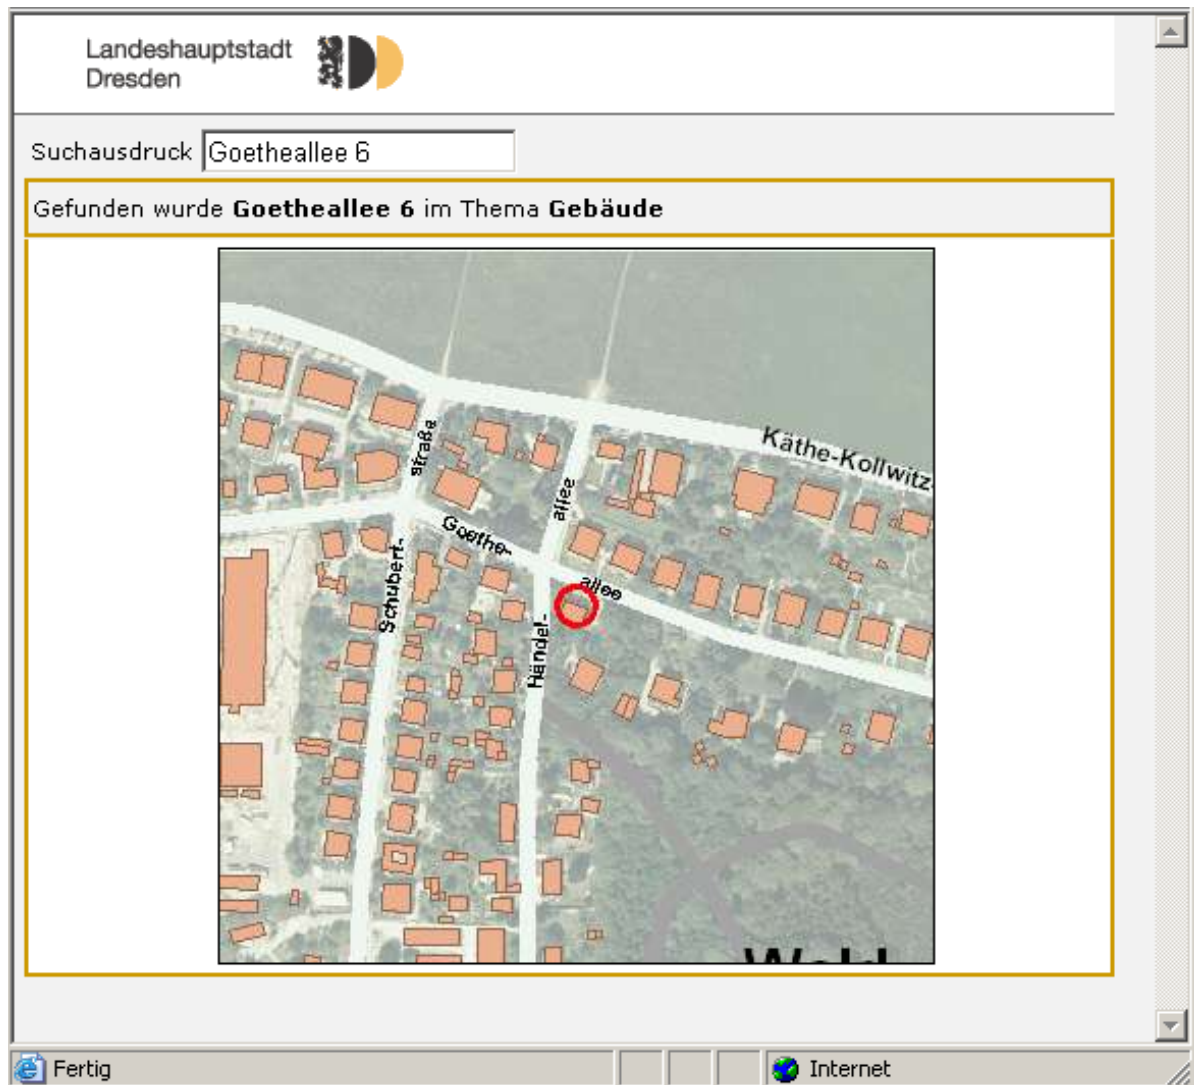 Landeshauptstadt
Dresden
Suchausdruck Goetheallee 6
Gefunden wurde Goetheallee 6 im Thema Gebäude
Käthe-Kollwitz
straße
allee
Goethe-
allee
Schubert-
Händel-
Fertig
Internet